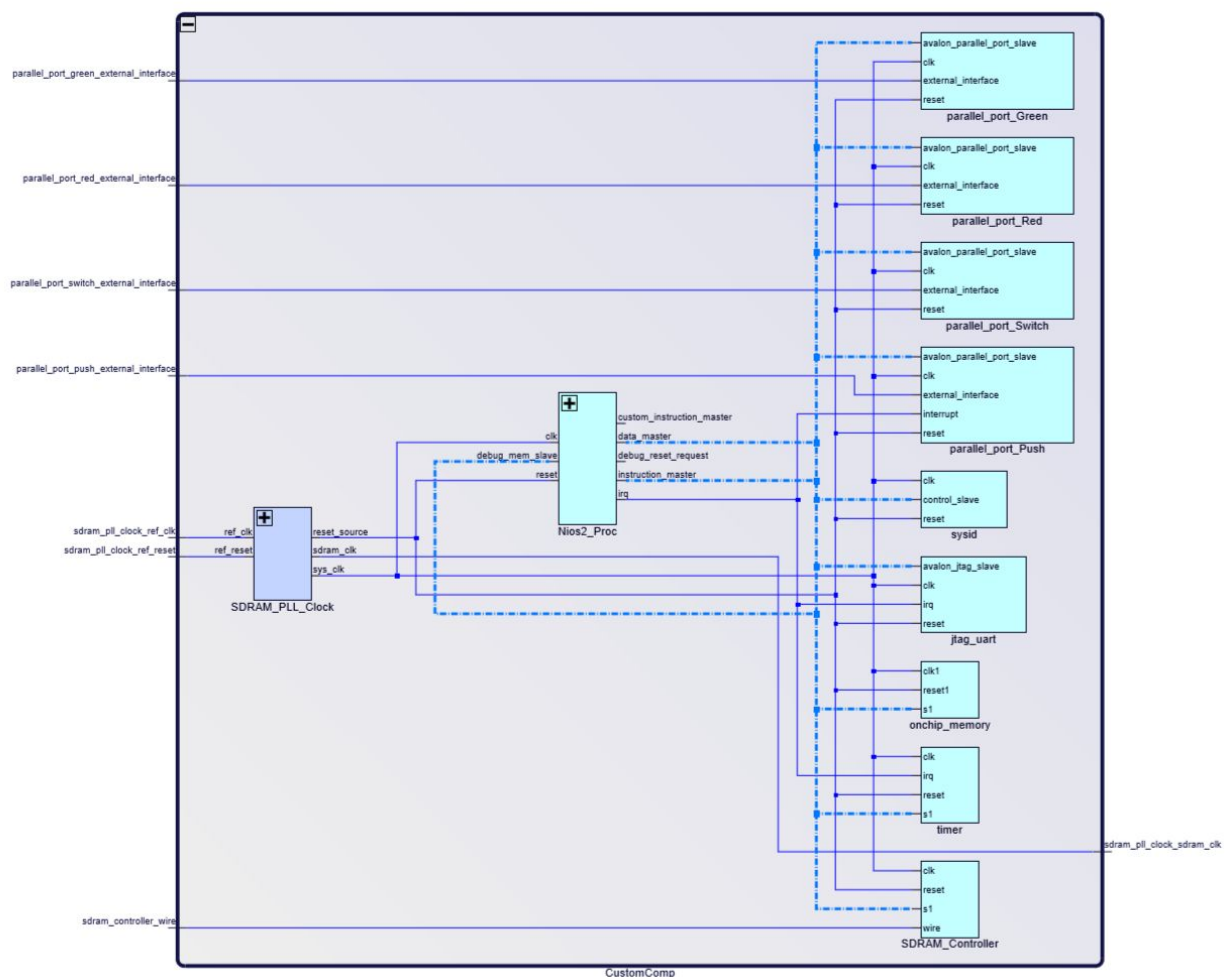 avalon_parallel_port_slave
clk
parallel_port_green_external_interface
external_interface
reset
parallel_port_Green
avalon_parallel_port_slave
clk
parallel_port_red_external_interface
external_interface
reset
parallel_port_Red
avalon_parallel_port_slave
clk
parallel_port_switch_external_interface
external_interface
reset
parallel_port_Switch
avalon_parallel_port_slave
parallel_port_push_external_interface
clk
external_interface
interrupt
reset
parallel_port_Push
custom_instruction_master
clk
data_master
debug_mem_slave
debug_reset_request
reset
instruction_master
irq
Nios2_Proc
clk
control_slave
reset
sysid
sdram_pll_clock_ref_clk
ref_clk
reset_source
sdram_pll_clock_ref_reset
ref_reset
sdram_clk
sys_clk
SDRAM_PLL_Clock
avalon_jtag_slave
clk
irq
reset
jtag_uart
clk1
reset1
s1
onchip_memory
clk
irq
reset
s1
timer
sdram_pll_clock_sdram_clk
clk
reset
s1
sdram_controller_wire
wire
SDRAM_Controller
CustomComp